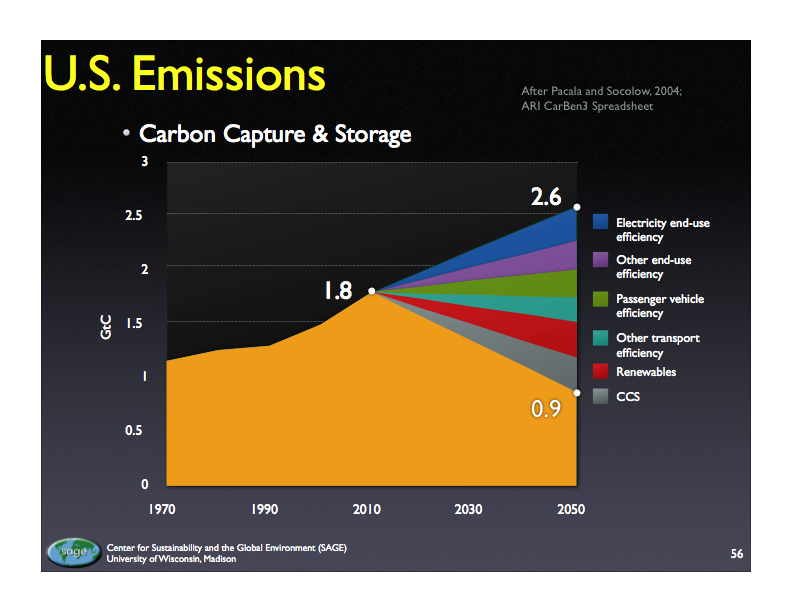 U.S. Emissions
After Pacala and Socolow, 2004;
ARI CarBen3 Spreadsheet
• Carbon Capture & Storage
3
2.5
2
1.5
1
0.5
0
GtC
2.6
1.8
0.9
Electricity end-use
efficiency
Other end-use
efficiency
Passenger vehicle
efficiency
Other transport
efficiency
Renewables
CCS
1970
1990
2010
2030
2050
sage
Center for Sustainability and the Global Environment (SAGE)
University of Wisconsin, Madison
56